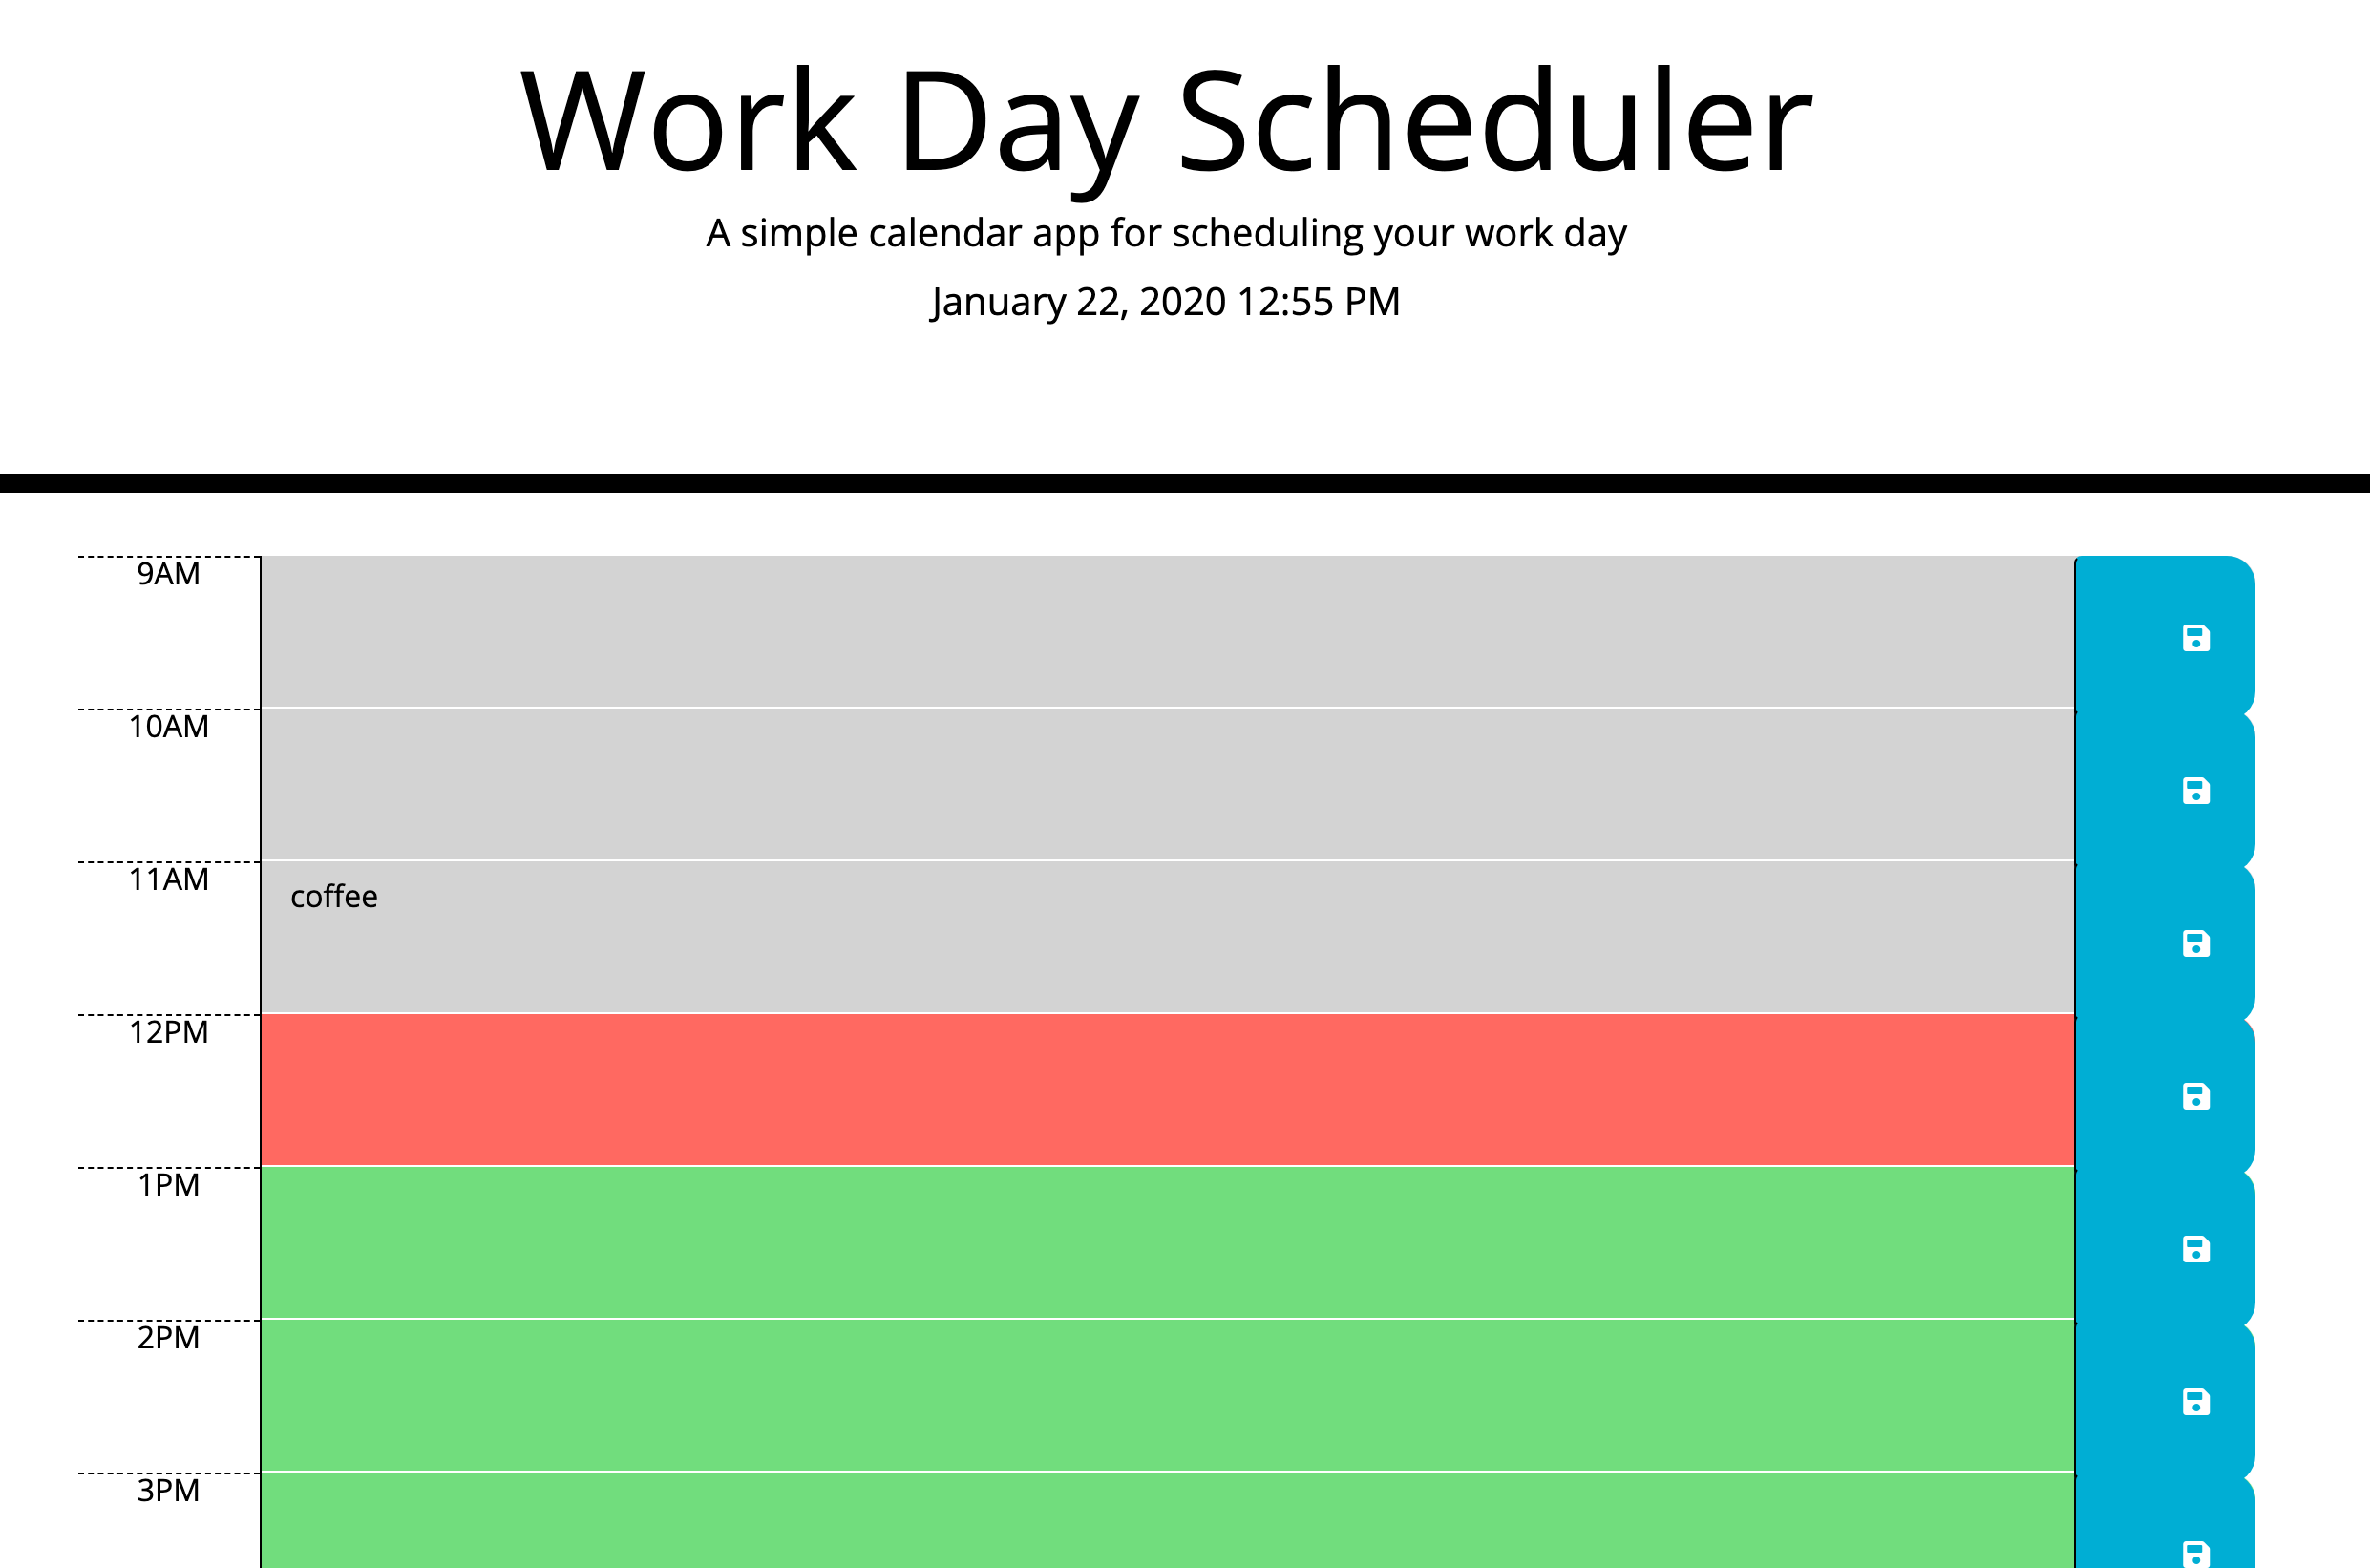 Work Day Scheduler
A simple calendar app for scheduling your work day
January 22, 2020 12:55 PM
9AM
10AM
11AM
coffee
12PM
1PM
2PM
3PM